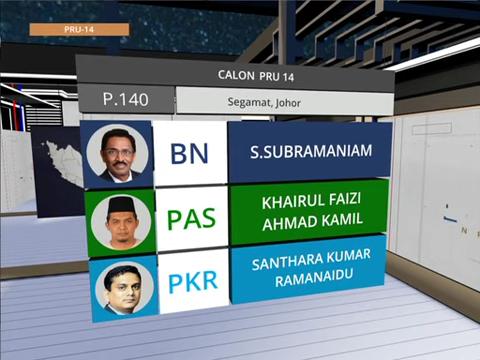 PRU-14
CALON PRU 14
P.140
Segamat, Johor
BN
S.SUBRAMANIAM
PAS
KHAIRUL FAIZI
AHMAD KAMIL
PKR
SANTHARA KUMAR
RAMANAIDU